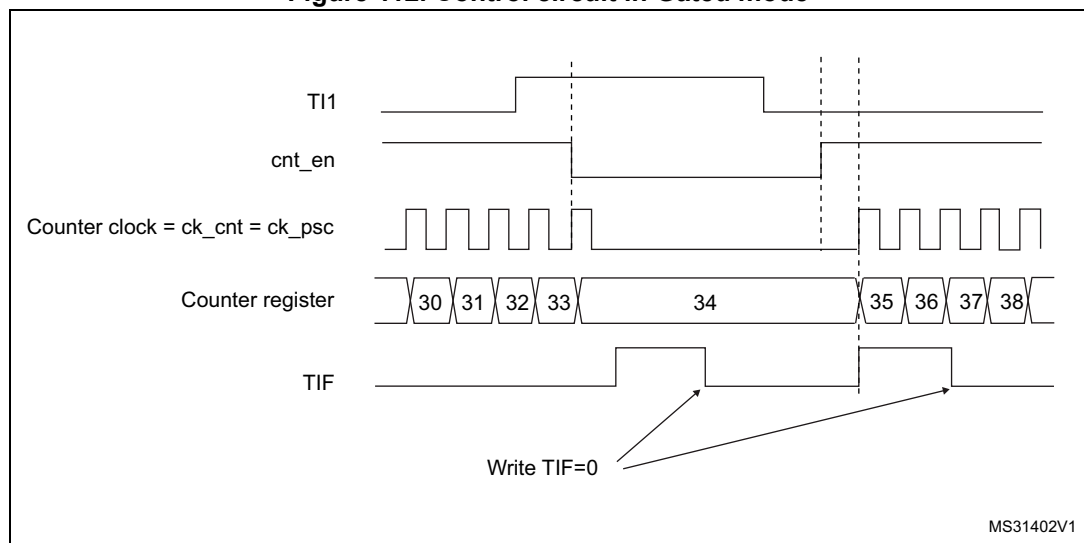 Figure 112. Control circuit in Gated mode
TI1
cnt_en
Counter clock = ck_cnt = ck_psc
Counter register
30 31 32 33 34 35 36 37 38
TIF
Write TIF=0
MS31402V1